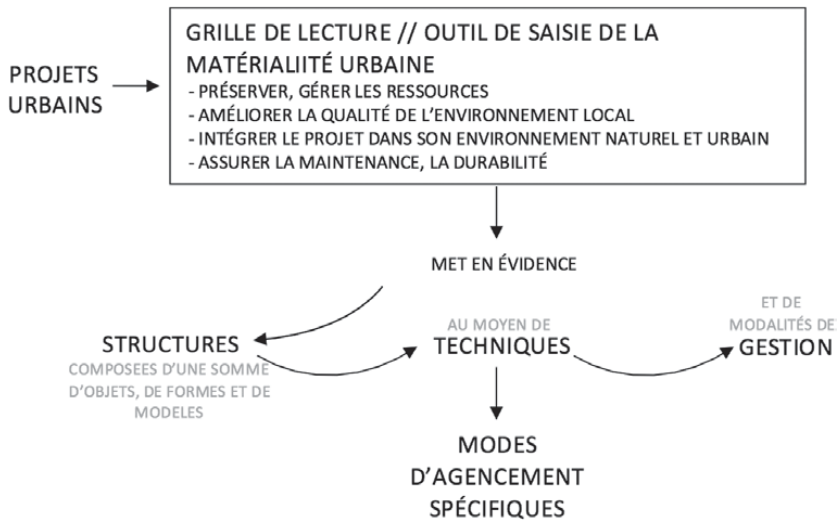 PROJETS
URBAINS
GRILLE DE LECTURE // OUTIL DE SAISIE DE LA
MATÉRIALIITÉ URBAINE
- PRÉSERVER, GÉRER LES RESSOURCES
- AMÉLIORER LA QUALITÉ DE L'ENVIRONNEMENT LOCAL
- INTÉGRER LE PROJET DANS SON ENVIRONNEMENT NATUREL ET URBAIN
- ASSURER LA MAINTENANCE, LA DURABILITÉ
MET EN ÉVIDENCE
STRUCTURES
COMPOSEES D'UNE SOMME
D'OBJETS, DE FORMES ET DE
MODELES
AU MOYEN DE
TECHNIQUES
ET DE
MODALITÉS DE
GESTION
MODES
D'AGENCEMENT
SPÉCIFIQUES